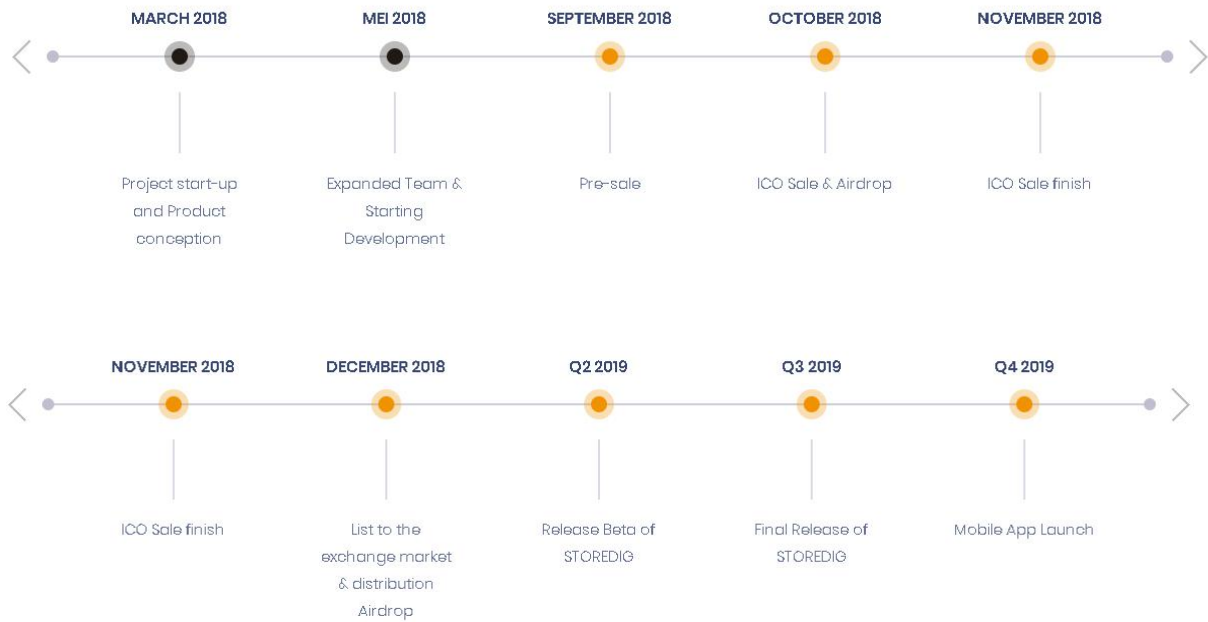 MARCH 2018
MEI 2018
SEPTEMBER 2018
OCTOBER 2018
NOVEMBER 2018
Project start-up
and Product
conception
Expanded Team &
Starting
Development
Pre-sale
ICO Sale & Airdrop
ICO Sale finish
NOVEMBER 2018
DECEMBER 2018
Q2 2019
Q3 2019
Q4 2019
ICO Sale finish
List to the
exchange market
& distribution
Airdrop
Release Beta of
STOREDIG
Final Release of
STOREDIG
Mobile App Launch